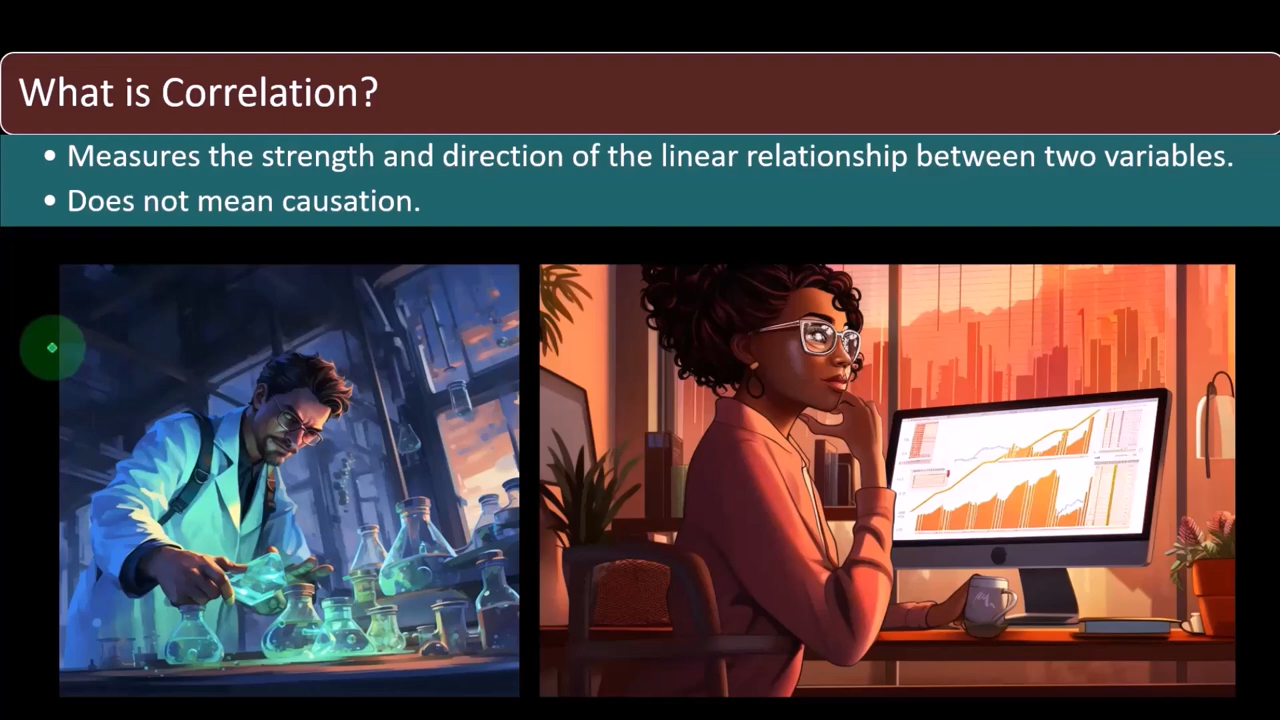 What is Correlation?
• Measures the strength and direction of the linear relationship between two variables.
• Does not mean causation.